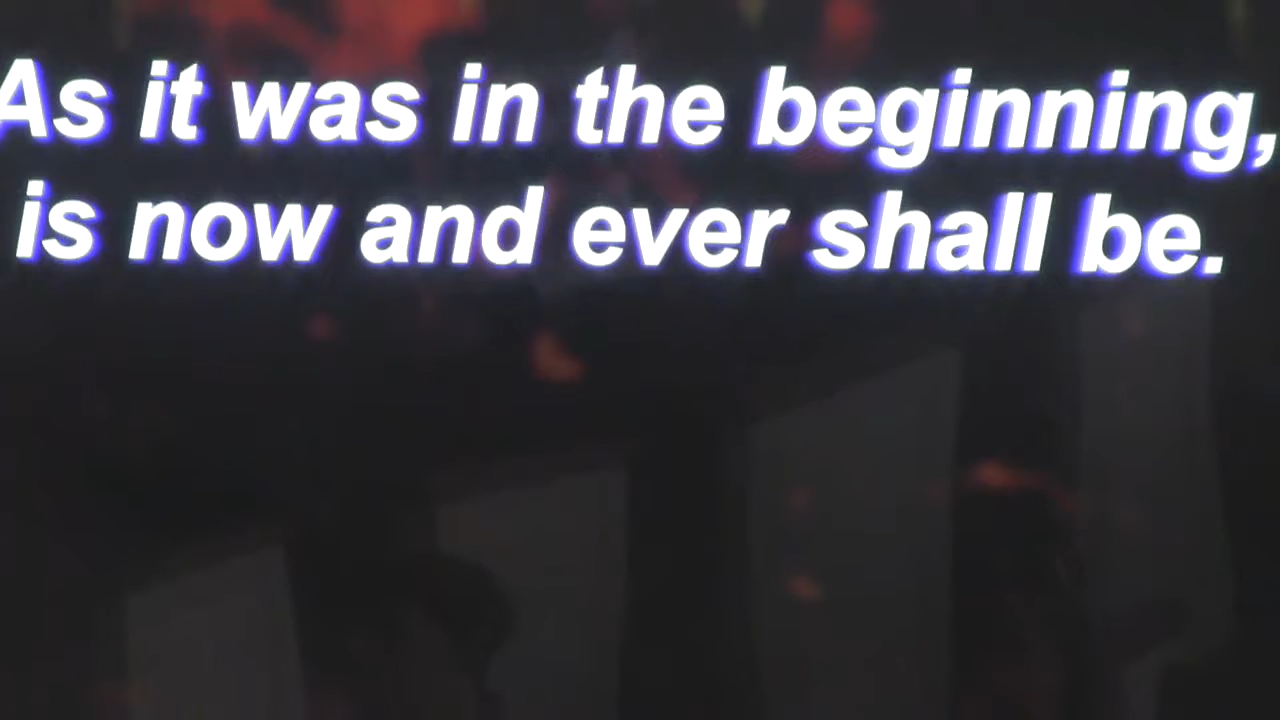 As it was in the beginning,
is now and ever shall be.